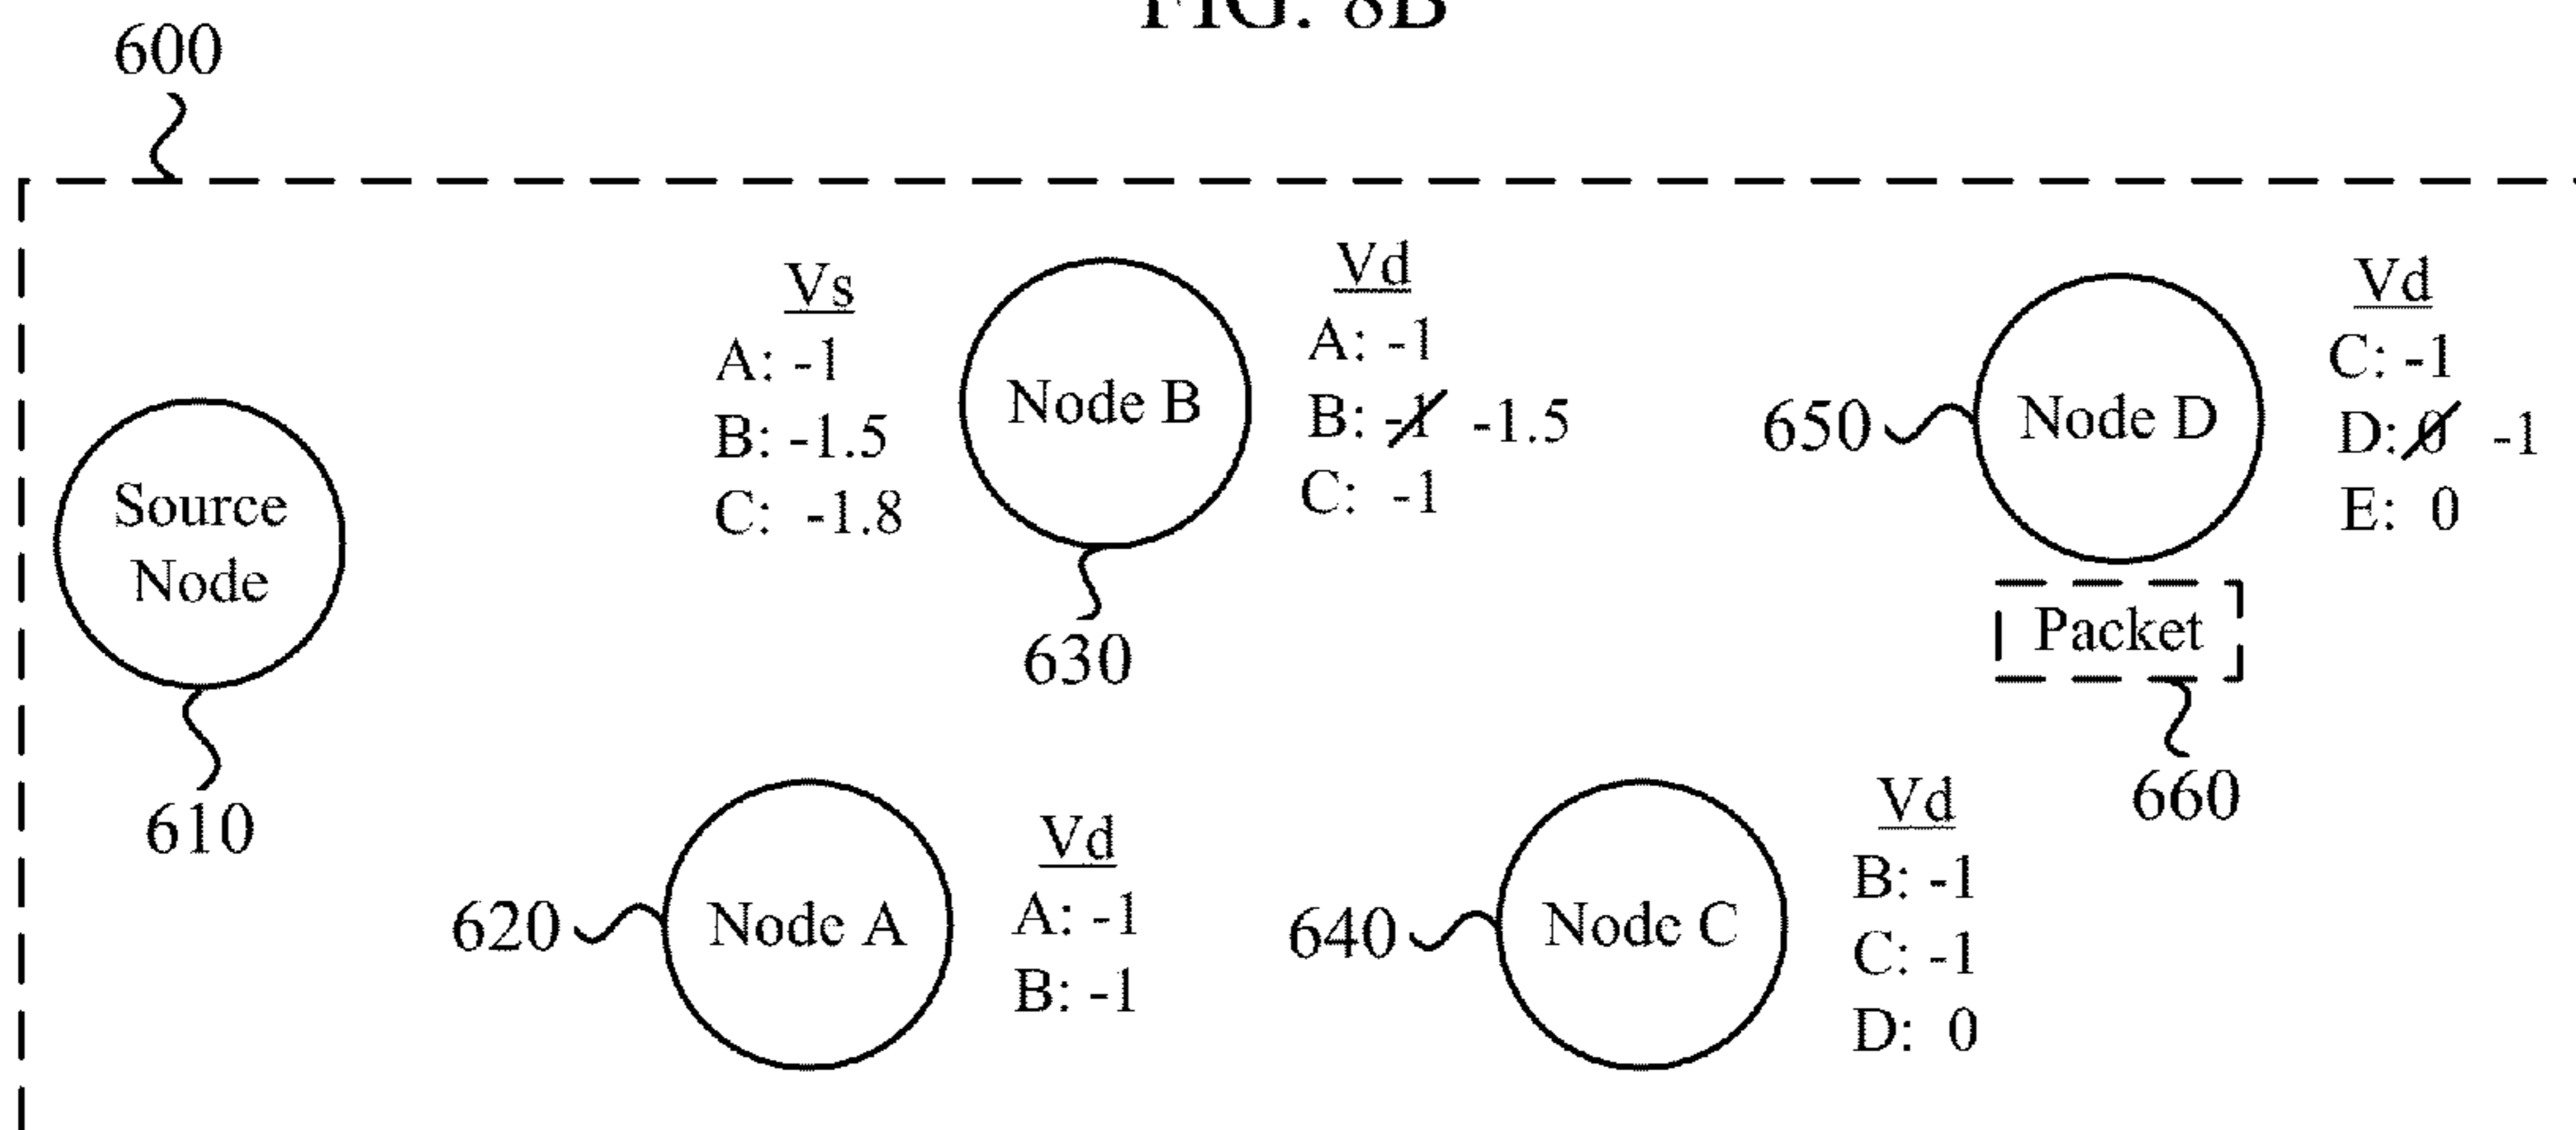 FIG. 8B
600
Source
Node
610
Vs
A: -1
B: -1.5
C: -1.8
Node B
630
Vd
A: -1
B: -1 -1.5
C: -1
650
Node D
Vd
C: -1
D: 0 -1
E: 0
Packet
660
620
Node A
Vd
A: -1
B: -1
640
Node C
Vd
B: -1
C: -1
D: 0